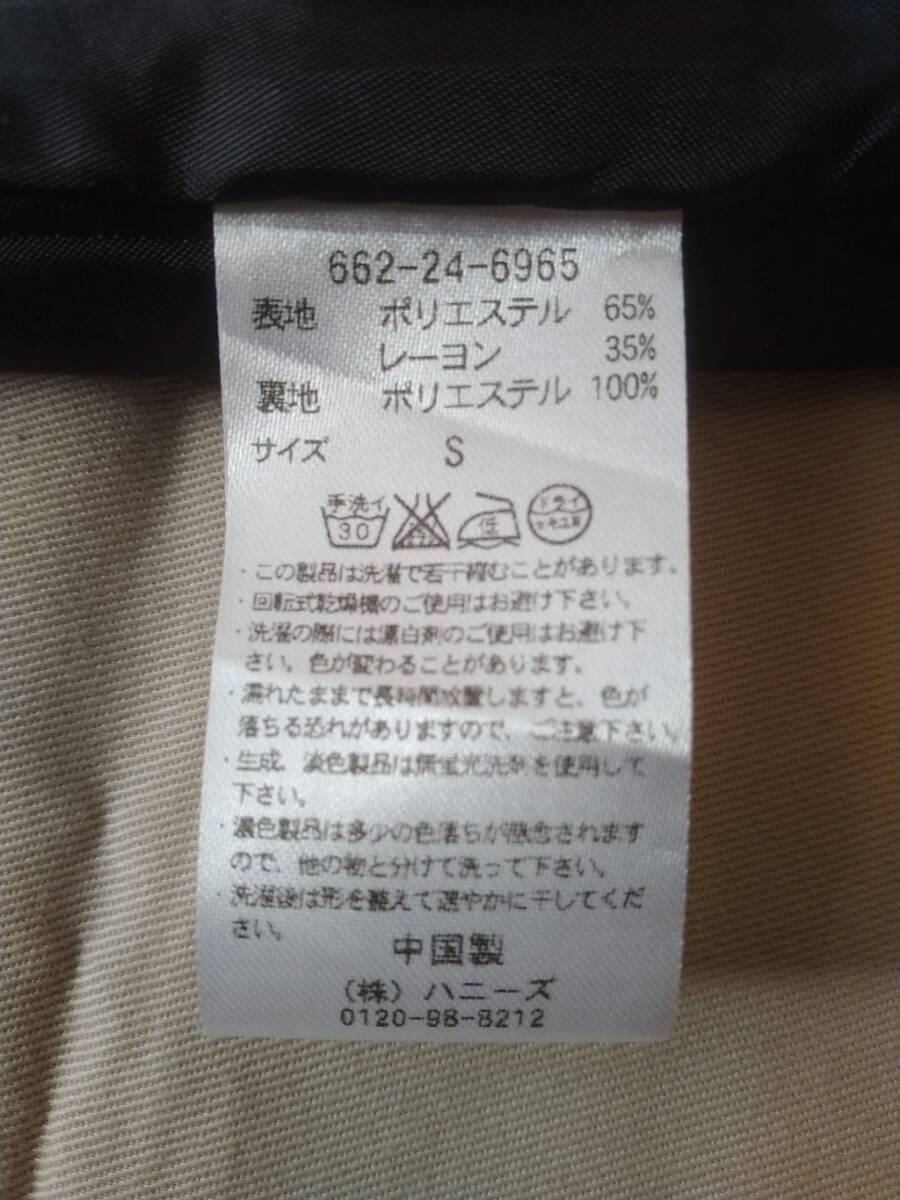 662-24-6965
表地 ポリエステル 65%
レーヨン 35%
裏地 ポリエステル 100%
サイズ S
手洗イ
30
低
ドライ
セキユ系
・この製品は洗濯で若干縮むことがあります。
・回転式乾燥機のご使用はお避け下さい。
・洗濯の際には漂白剤のご使用はお避け下
さい。色が変わることがあります。
・濡れたままで長時間放置しますと、色が
落ちる恐れがありますので、ご注意下さい。
・生成、淡色製品は無蛍光洗剤を使用して
下さい。
・濃色製品は多少の色落ちが懸念されます
ので、他の物と分けて洗って下さい。
・洗濯後は形を整えて速やかに干してくだ
さい。
中国製
(株) ハニーズ
0120-98-8212